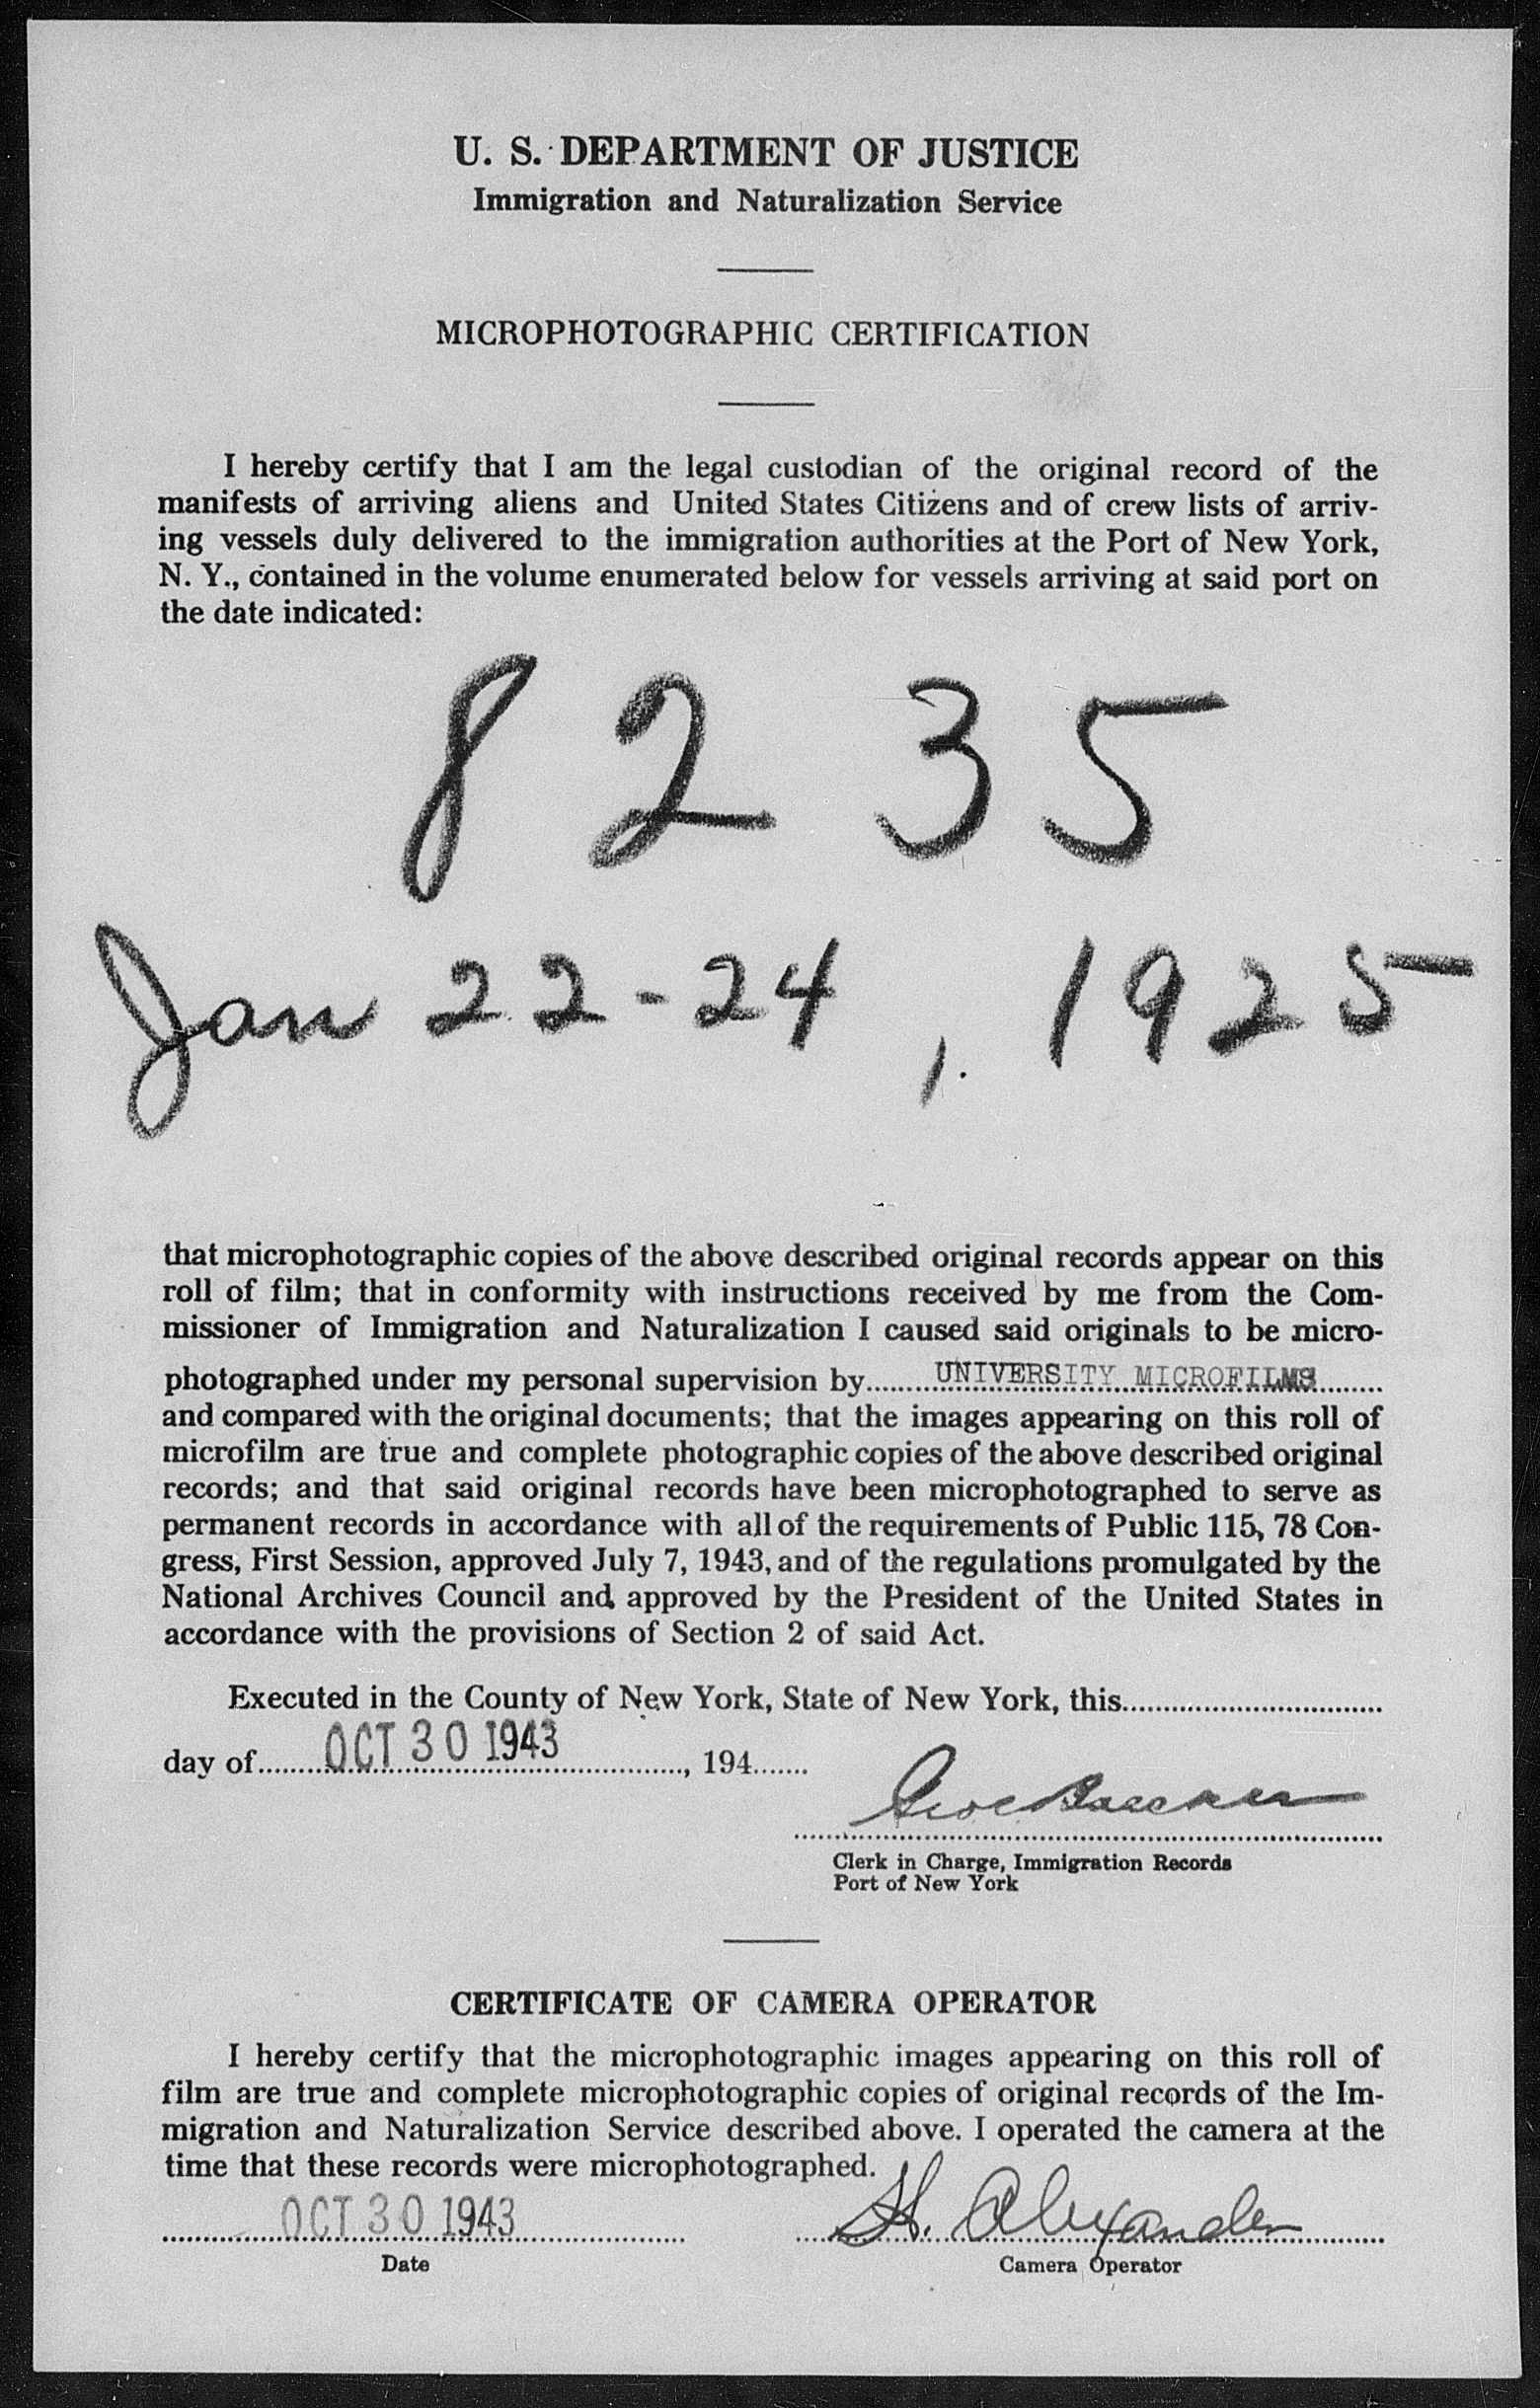 U. S. DEPARTMENT OF JUSTICE
Immigration and Naturalization Service
MICROPHOTOGRAPHIC CERTIFICATION
I hereby certify that I am the legal custodian of the original record of the
manifests of arriving aliens and United States Citizens and of crew lists of arriv-
ing vessels duly delivered to the immigration authorities at the Port of New York,
N. Y., contained in the volume enumerated below for vessels arriving at said port on
the date indicated:
8235
Jan 22-24, 1925
that microphotographic copies of the above described original records appear on this
roll of film; that in conformity with instructions received by me from the Com-
missioner of Immigration and Naturalization I caused said originals to be micro-
photographed under my personal supervision by UNIVERSITY MICROFILMS
and compared with the original documents; that the images appearing on this roll of
microfilm are true and complete photographic copies of the above described original
records; and that said original records have been microphotographed to serve as
permanent records in accordance with all of the requirements of Public 115, 78 Con-
gress, First Session, approved July 7, 1943, and of the regulations promulgated by the
National Archives Council and approved by the President of the United States in
accordance with the provisions of Section 2 of said Act.
Executed in the County of New York, State of New York, this
day of OCT 30 1943, 194
Clerk in Charge, Immigration Records
Port of New York
CERTIFICATE OF CAMERA OPERATOR
I hereby certify that the microphotographic images appearing on this roll of
film are true and complete microphotographic copies of original records of the Im-
migration and Naturalization Service described above. I operated the camera at the
time that these records were microphotographed.
OCT 30 1943 H. Alexander
Date Camera Operator